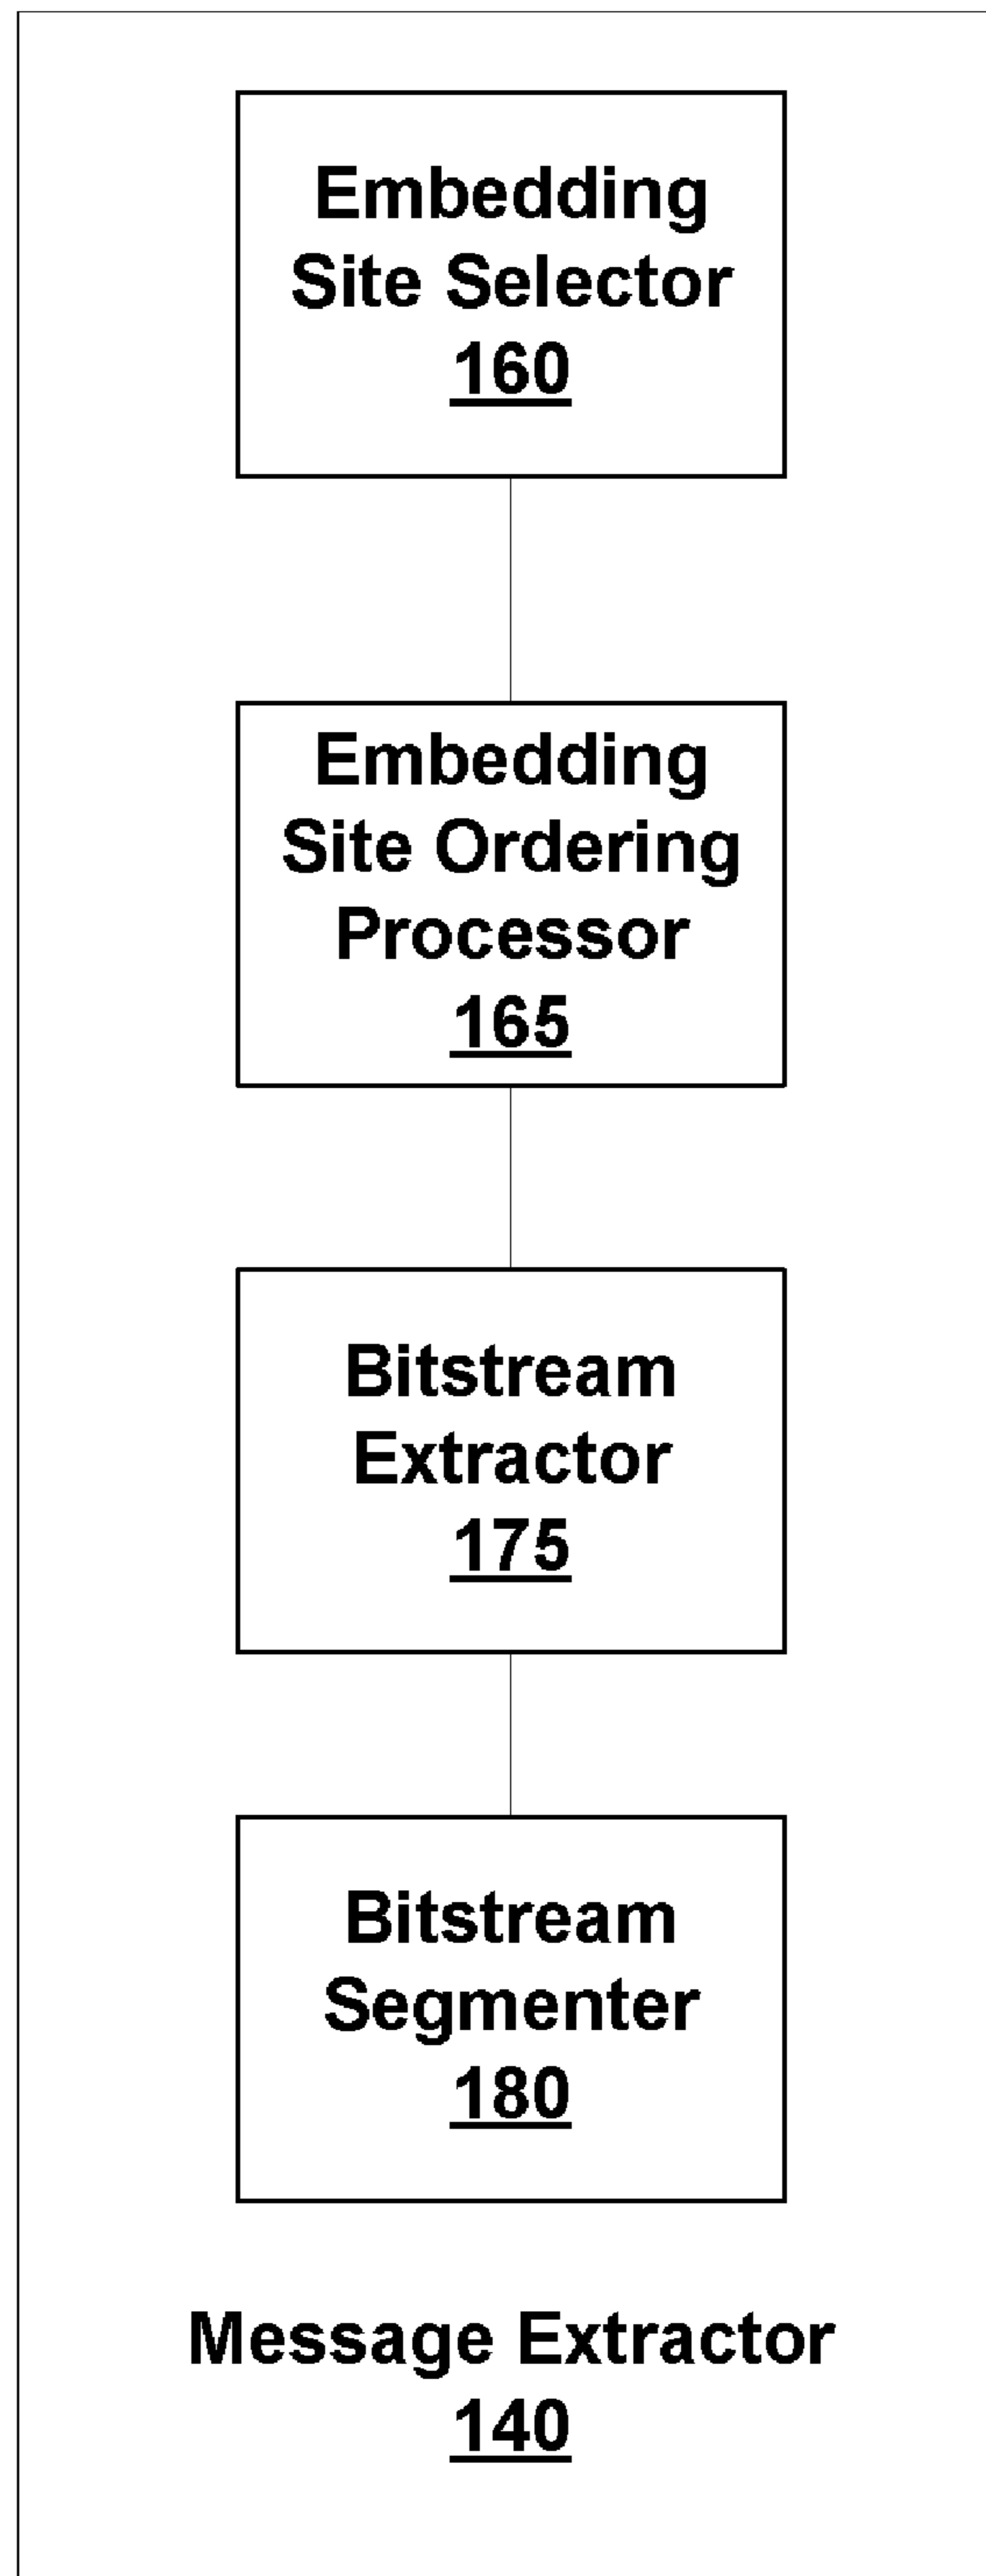 Embedding
Site Selector
160
Embedding
Site Ordering
Processor
165
Bitstream
Extractor
175
Bitstream
Segmenter
180
Message Extractor
140